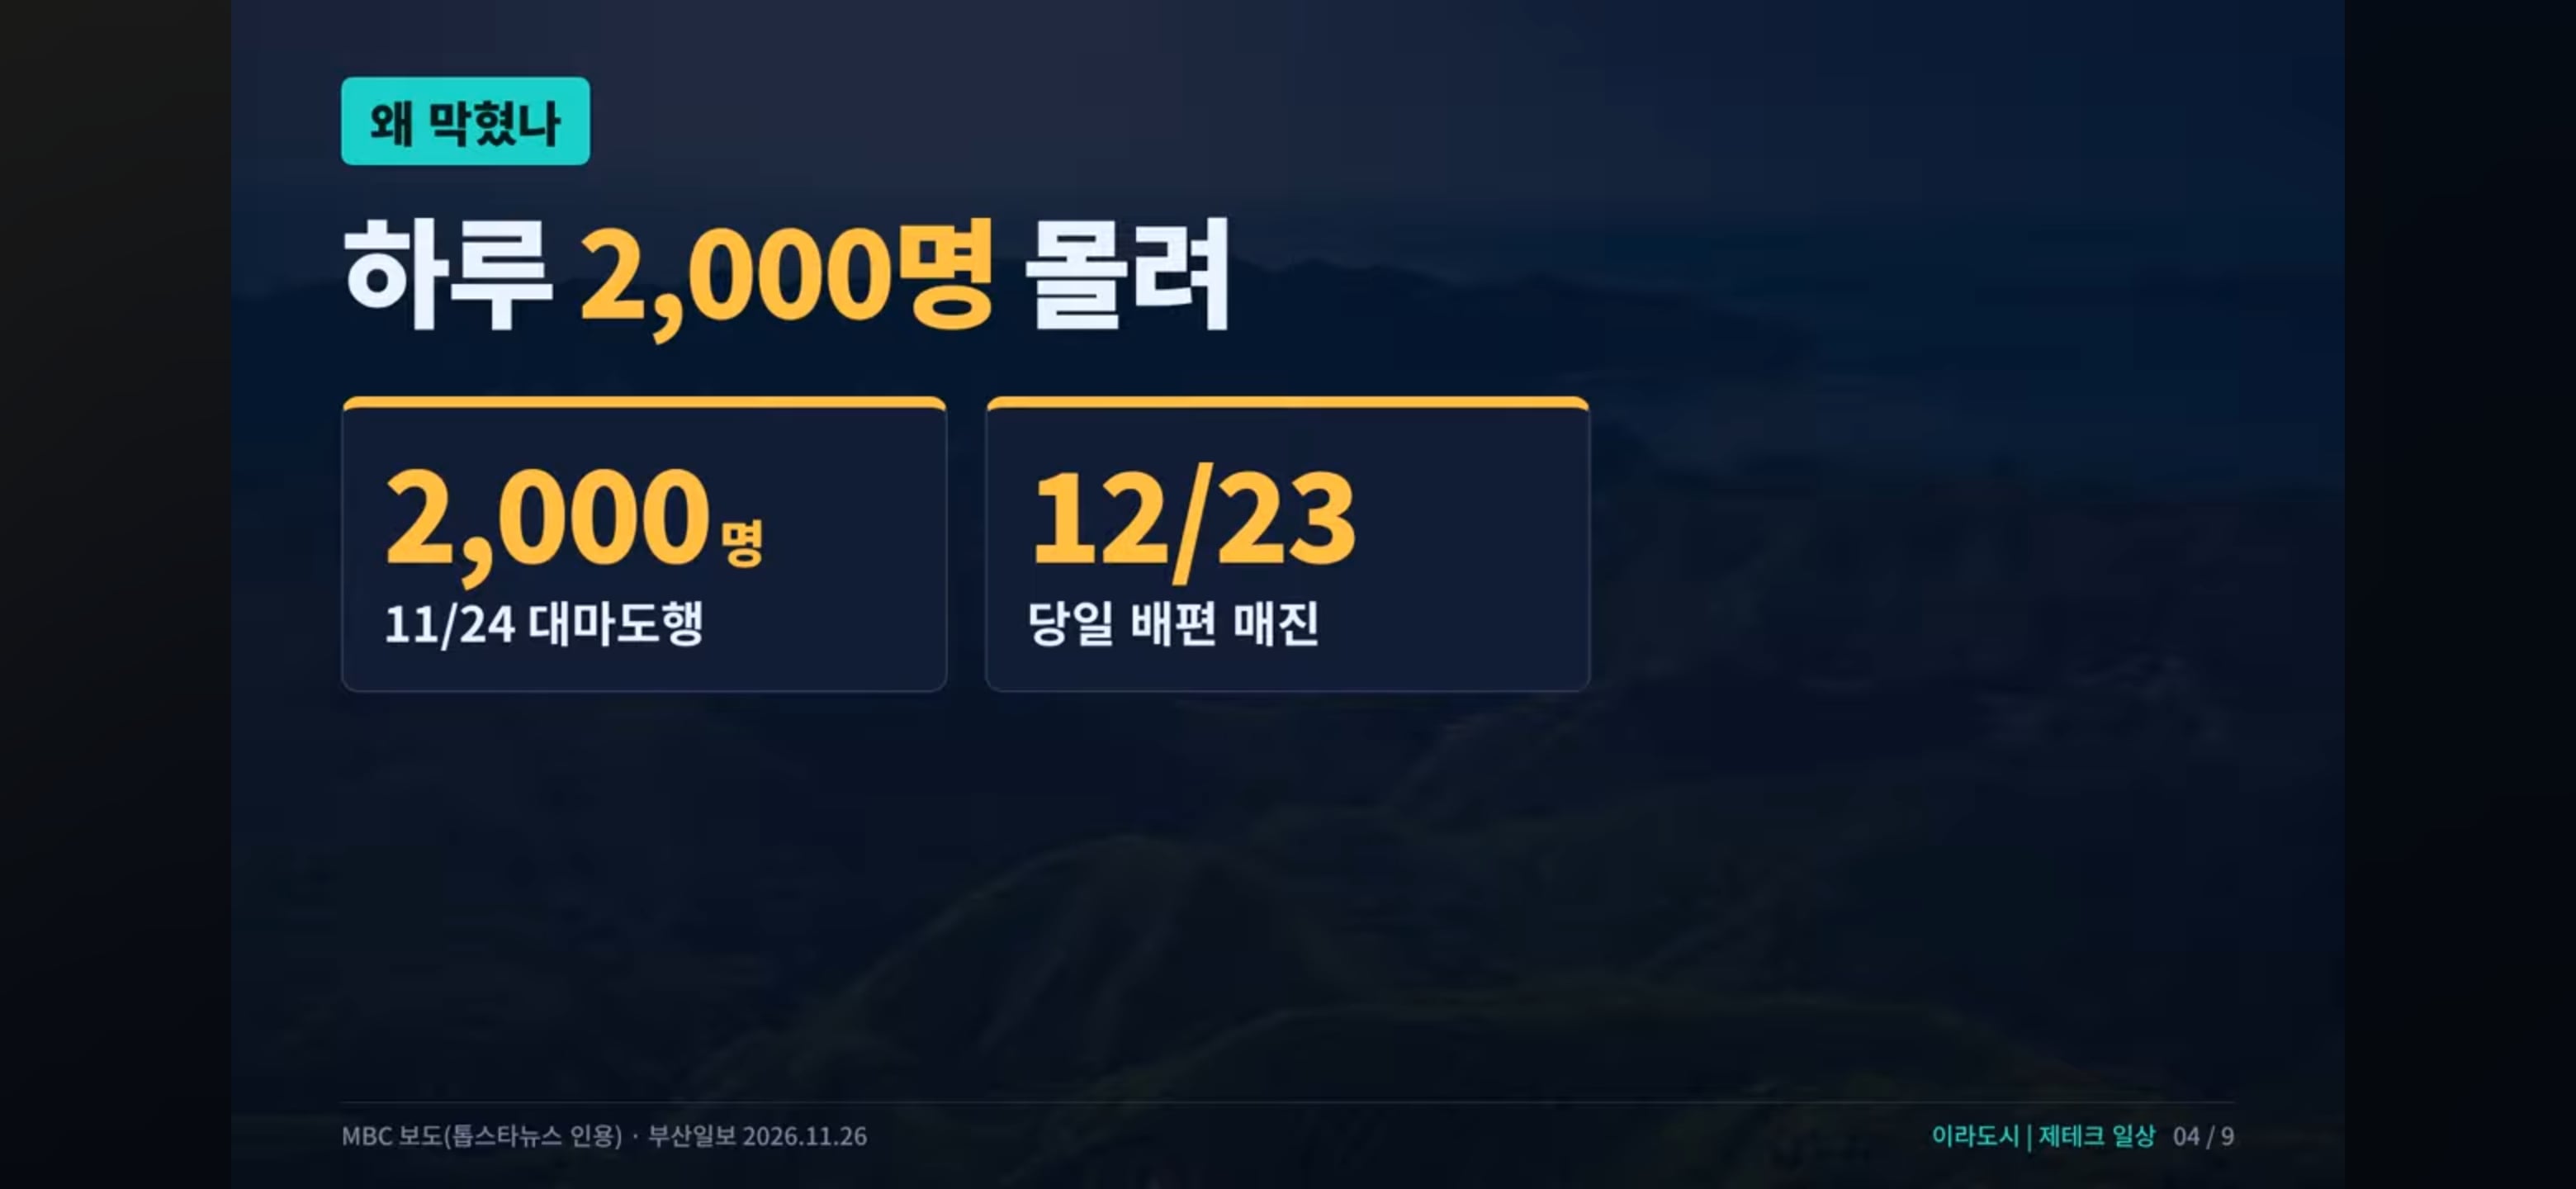 왜 막혔나
하루 2,000명 몰려
2,000명
11/24 대마도행
12/23
당일 배편 매진
MBC 보도(톱스타뉴스 인용) · 부산일보 2026.11.26
이라도시 | 제테크 일상 04 / 9